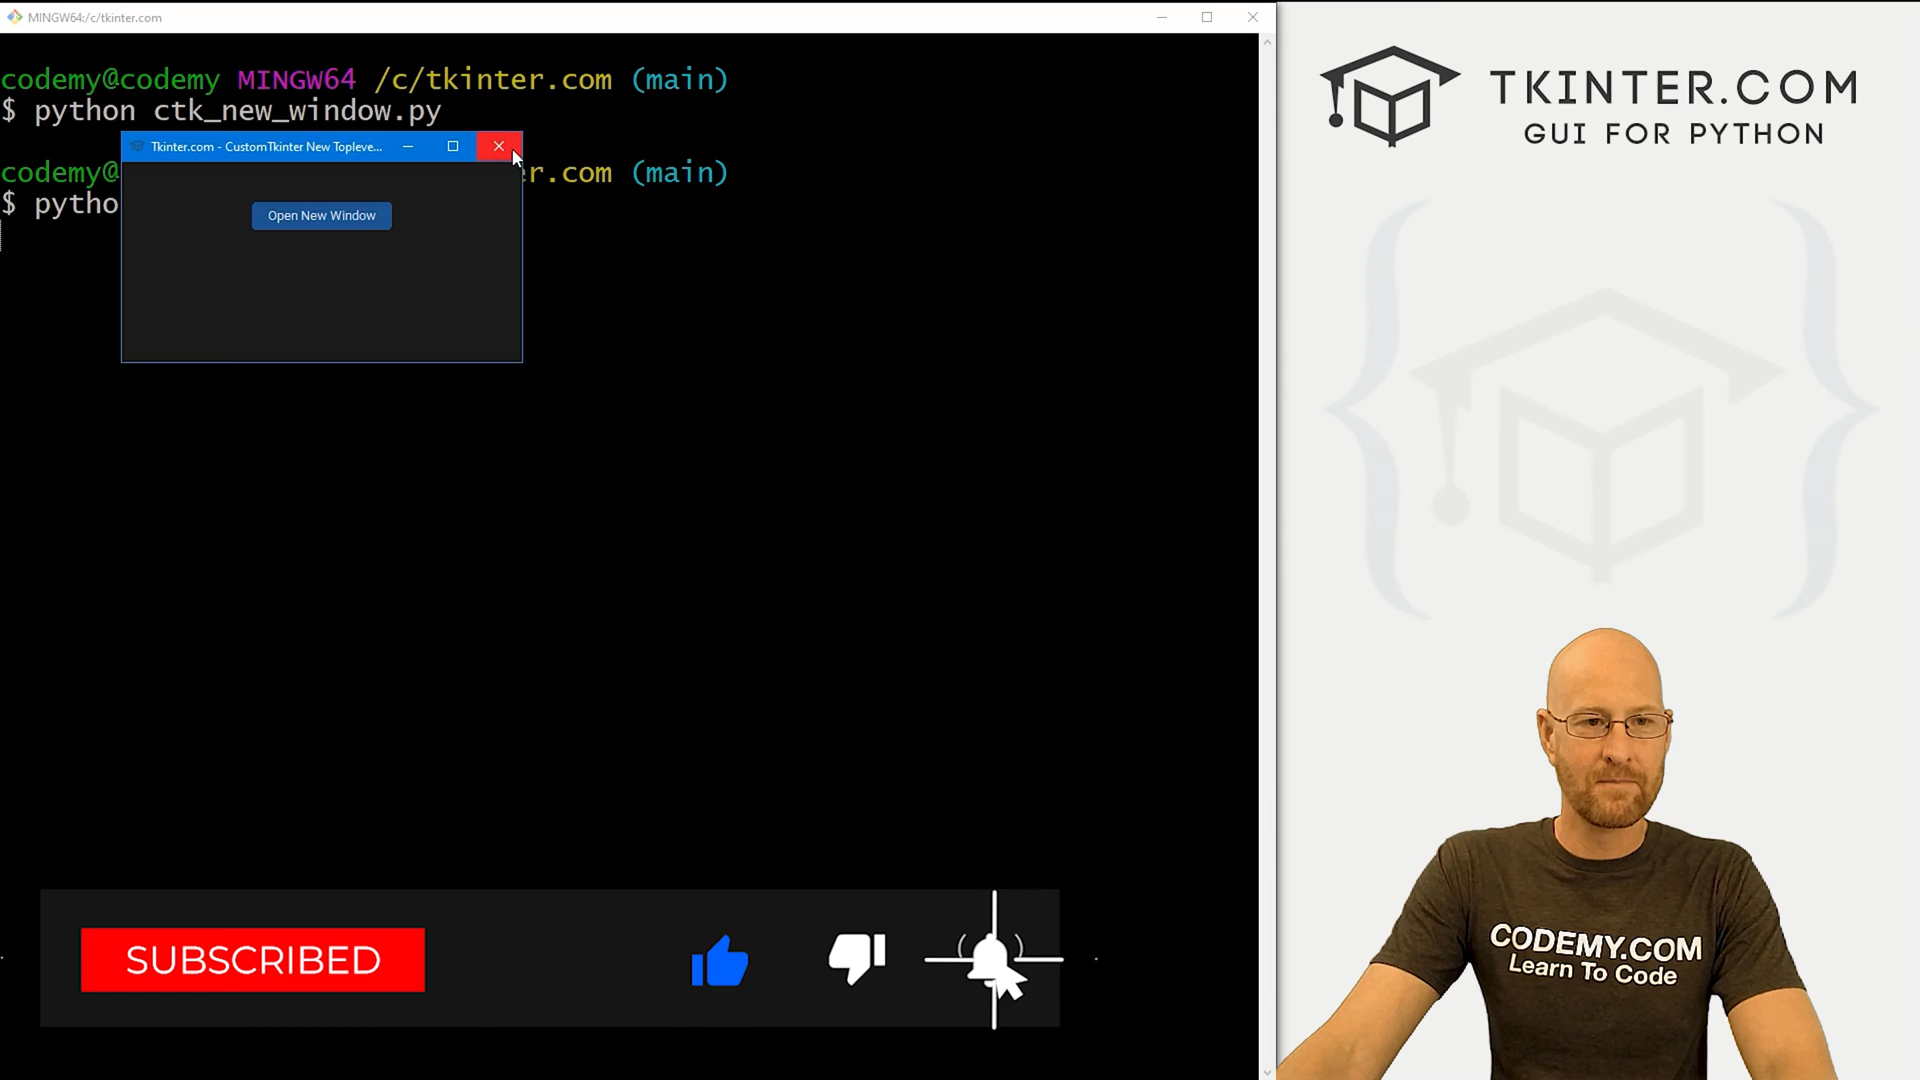 MINGW64:/c/tkinter.com
codemy@codemy MINGW64 /c/tkinter.com (main)
$ python ctk_new_window.py
Tkinter.com - CustomTkinter New Topleve...
codemy@ er.com (main)
$ pytho
Open New Window
TKINTER.COM
GUI FOR PYTHON
CODEMY.COM
Learn To Code
SUBSCRIBED